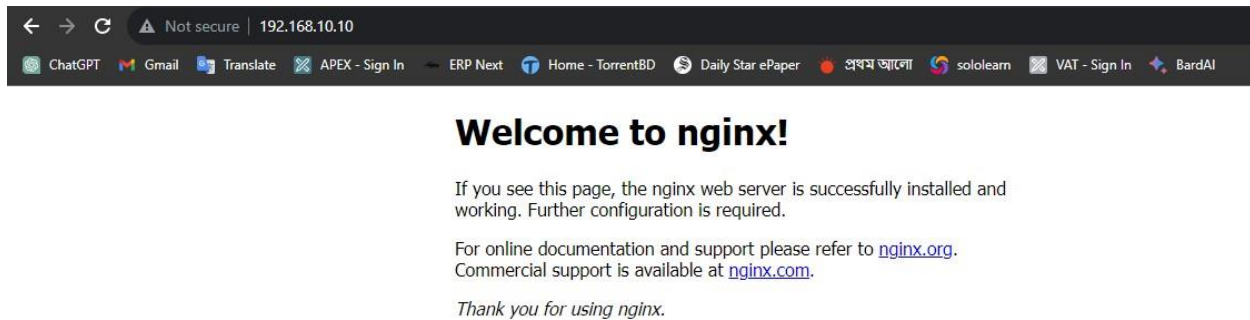 Not secure | 192.168.10.10
ChatGPT Gmail Translate APEX - Sign In ERP Next Home - TorrentBD Daily Star ePaper প্রথম আলো sololearn VAT - Sign In BardAI
Welcome to nginx!
If you see this page, the nginx web server is successfully installed and
working. Further configuration is required.
For online documentation and support please refer to nginx.org.
Commercial support is available at nginx.com.
Thank you for using nginx.